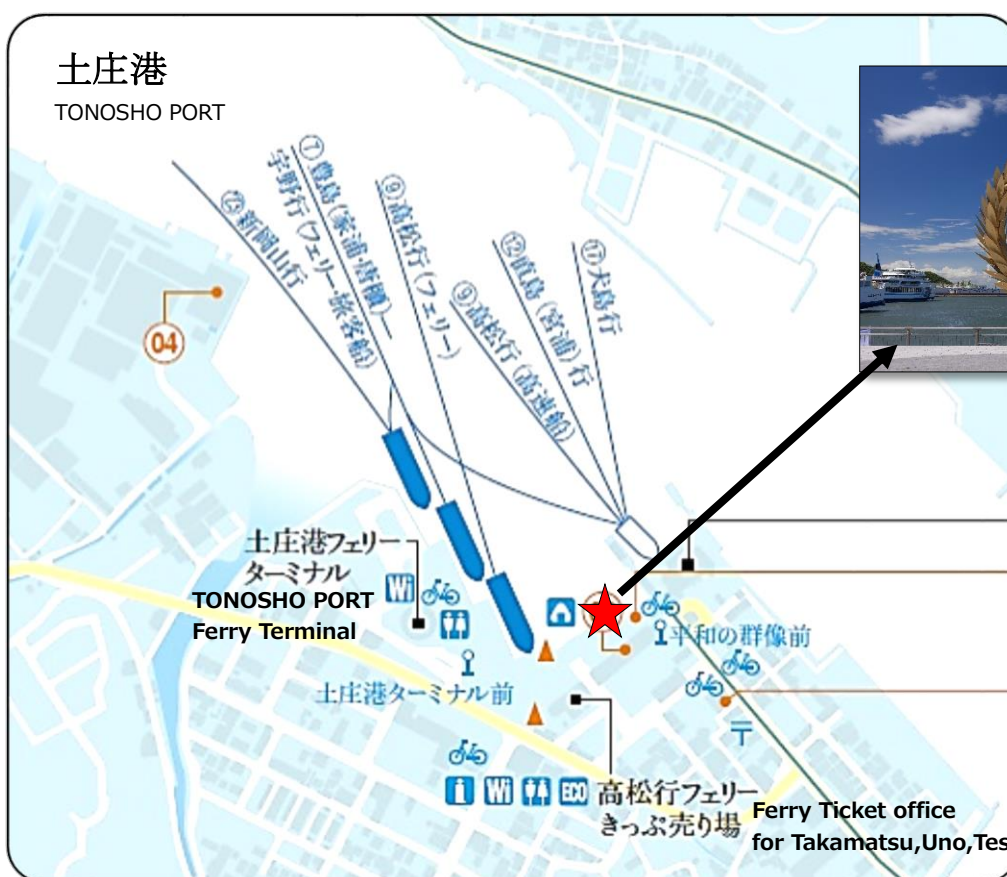 土庄港
TONOSHO PORT
㉒新岡山行
⑦豊島(家浦・唐櫃)ー
宇野行(フェリー・旅客船)
⑨高松行(フェリー)
⑨高松行(高速船)
⑫直島(宮浦)行
⑪犬島行
04
土庄港フェリー
ターミナル
TONOSHO PORT
Ferry Terminal
Wi
土庄港ターミナル前
平和の群像前
i Wi ECO
高松行フェリー
きっぷ売り場
Ferry Ticket office
for Takamatsu,Uno,Tes